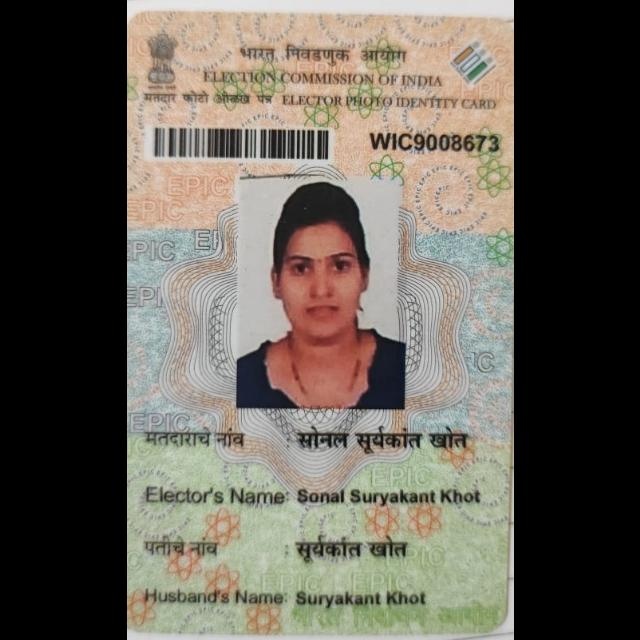 भारत निवडणूक आयोग
ELECTION COMMISSION OF INDIA
मतदार फोटो ओळख पत्र ELECTOR PHOTO IDENTITY CARD
WIC9008673
मतदाराचे नांव : सोनल सूर्यकांत खोत
Elector's Name: Sonal Suryakant Khot
पतीचे नांव : सूर्यकांत खोत
Husband's Name: Suryakant Khot